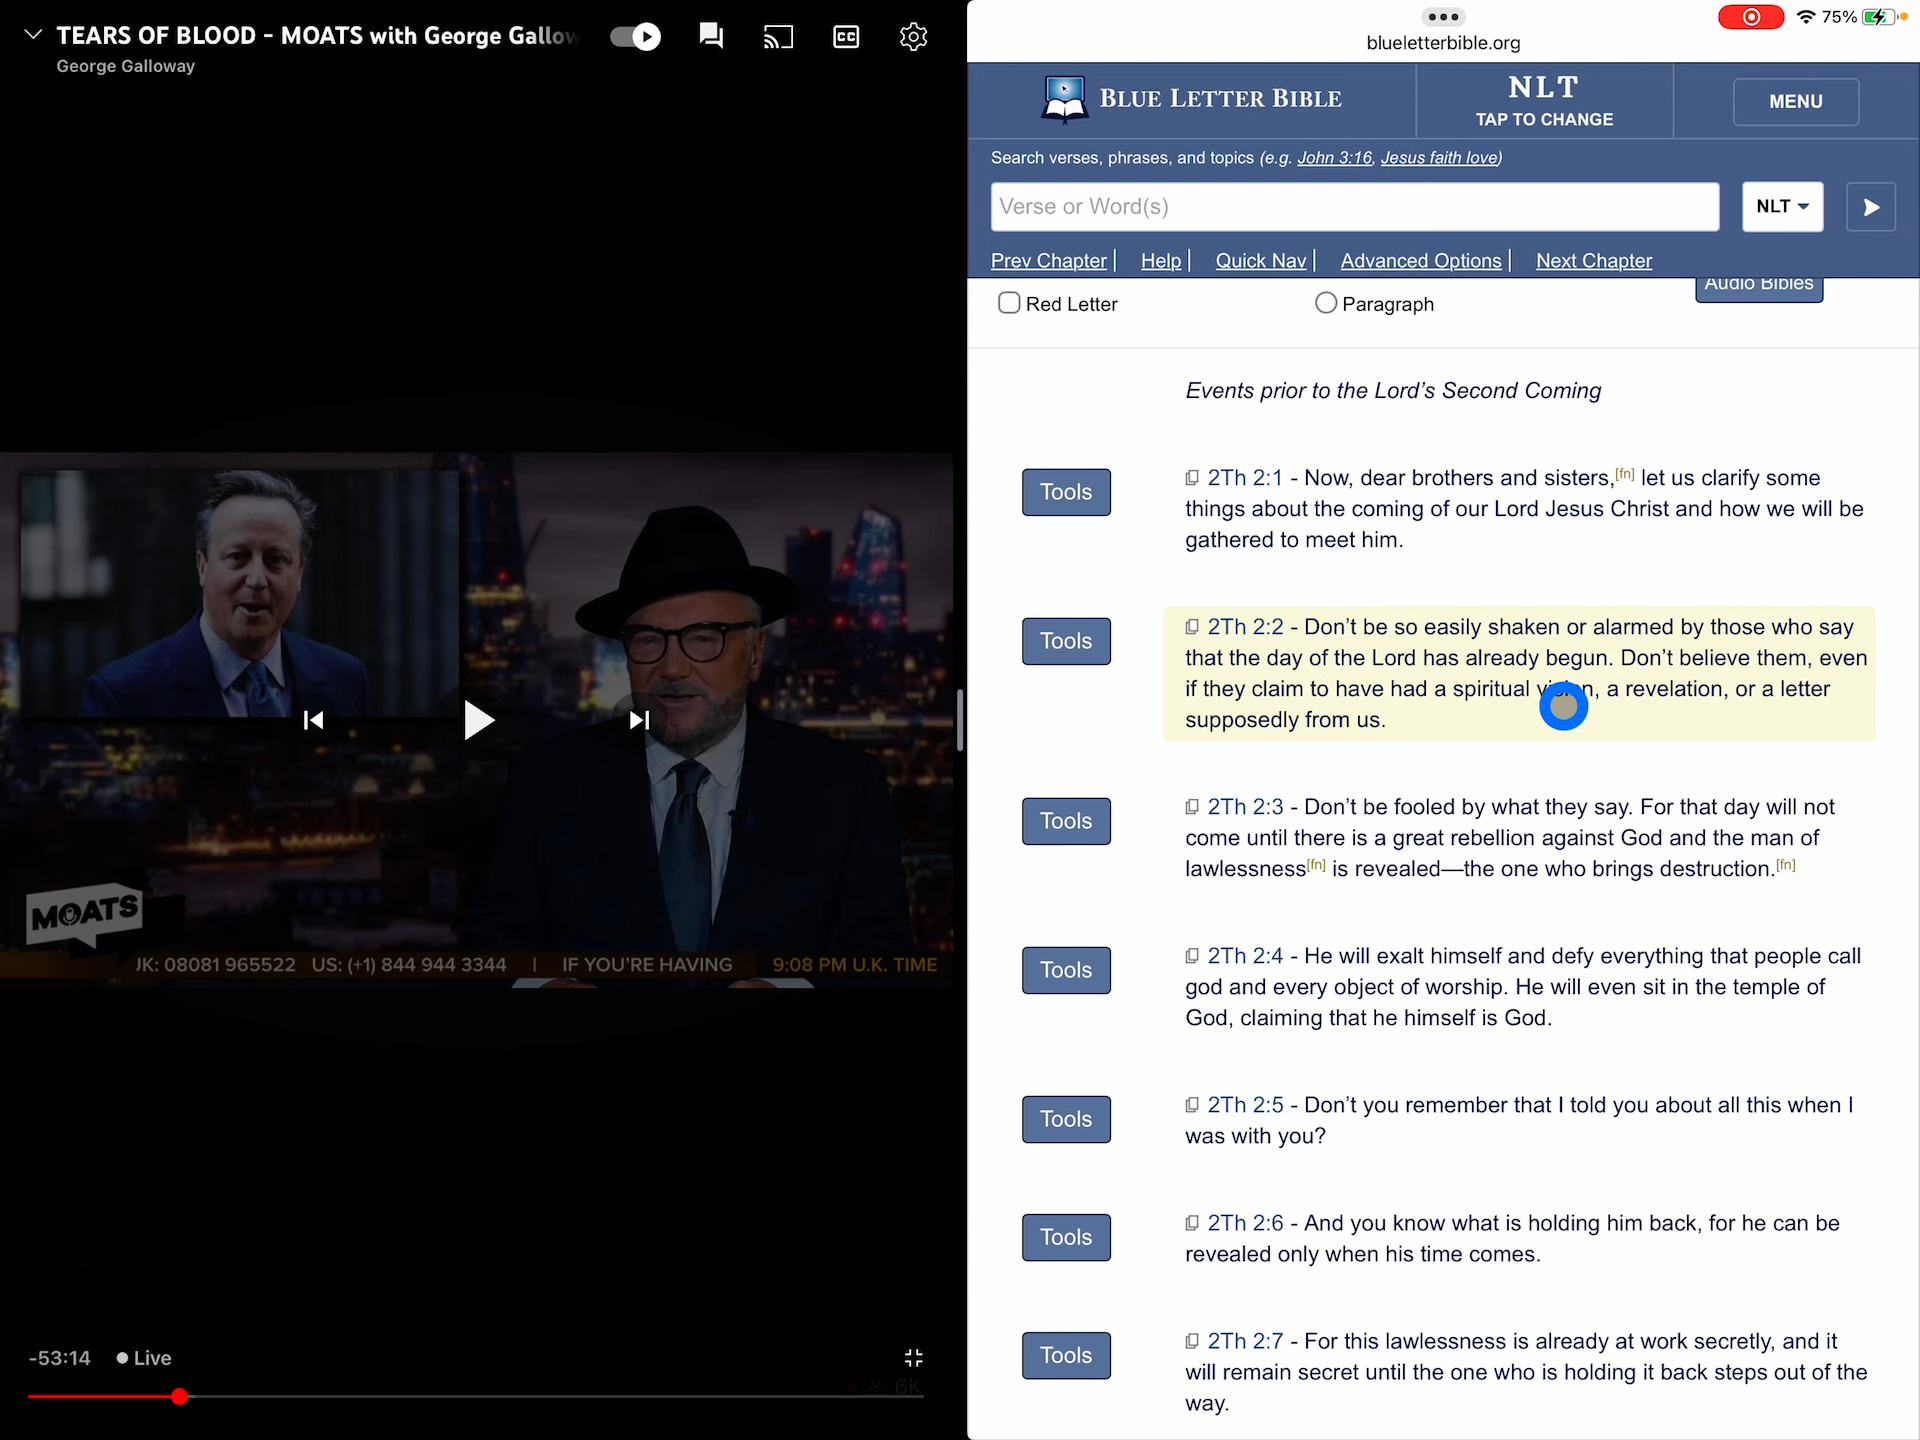 TEARS OF BLOOD - MOATS with George Gallow
George Galloway
MOATS
UK: 08081 965522 US: (+1) 844 944 3344 | IF YOU'RE HAVING 9:08 PM U.K. TIME
-53:14 Live
6K
75%
blueletterbible.org
BLUE LETTER BIBLE
NLT
TAP TO CHANGE
MENU
Search verses, phrases, and topics (e.g. John 3:16, Jesus faith love)
Verse or Word(s)
NLT
Prev Chapter | Help | Quick Nav | Advanced Options | Next Chapter
Audio Bibles
Red Letter
Paragraph
Events prior to the Lord’s Second Coming
Tools
2Th 2:1 - Now, dear brothers and sisters,[fn] let us clarify some
things about the coming of our Lord Jesus Christ and how we will be
gathered to meet him.
Tools
2Th 2:2 - Don’t be so easily shaken or alarmed by those who say
that the day of the Lord has already begun. Don’t believe them, even
if they claim to have had a spiritual vision, a revelation, or a letter
supposedly from us.
Tools
2Th 2:3 - Don’t be fooled by what they say. For that day will not
come until there is a great rebellion against God and the man of
lawlessness[fn] is revealed—the one who brings destruction.[fn]
Tools
2Th 2:4 - He will exalt himself and defy everything that people call
god and every object of worship. He will even sit in the temple of
God, claiming that he himself is God.
Tools
2Th 2:5 - Don’t you remember that I told you about all this when I
was with you?
Tools
2Th 2:6 - And you know what is holding him back, for he can be
revealed only when his time comes.
Tools
2Th 2:7 - For this lawlessness is already at work secretly, and it
will remain secret until the one who is holding it back steps out of the
way.